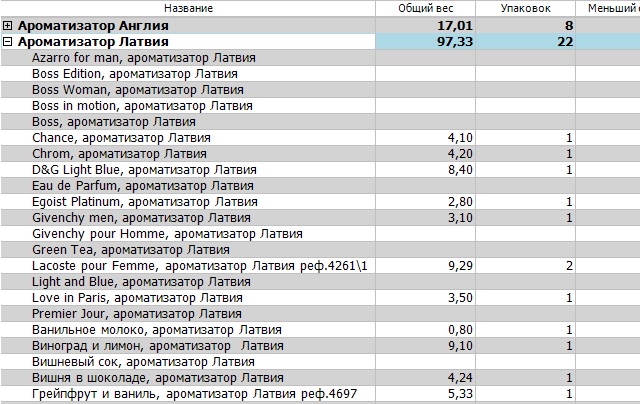 Название Общий вес Упаковок Меньший
Ароматизатор Англия 17,01 8
Ароматизатор Латвия 97,33 22
Azarro for man, ароматизатор Латвия
Boss Edition, ароматизатор Латвия
Boss Woman, ароматизатор Латвия
Boss in motion, ароматизатор Латвия
Boss, ароматизатор Латвия
Chance, ароматизатор Латвия 4,10 1
Chrom, ароматизатор Латвия 4,20 1
D&G Light Blue, ароматизатор Латвия 8,40 1
Eau de Parfum, ароматизатор Латвия
Egoist Platinum, ароматизатор Латвия 2,80 1
Givenchy men, ароматизатор Латвия 3,10 1
Givenchy pour Homme, ароматизатор Латвия
Green Tea, ароматизатор Латвия
Lacoste pour Femme, ароматизатор Латвия реф.4261\1 9,29 2
Light and Blue, ароматизатор Латвия
Love in Paris, ароматизатор Латвия 3,50 1
Premier Jour, ароматизатор Латвия
Ванильное молоко, ароматизатор Латвия 0,80 1
Виноград и лимон, ароматизатор  Латвия 9,10 1
Вишневый сок, ароматизатор Латвия
Вишня в шоколаде, ароматизатор Латвия 4,24 1
Грейпфрут и ваниль, ароматизатор Латвия реф.4697 5,33 1